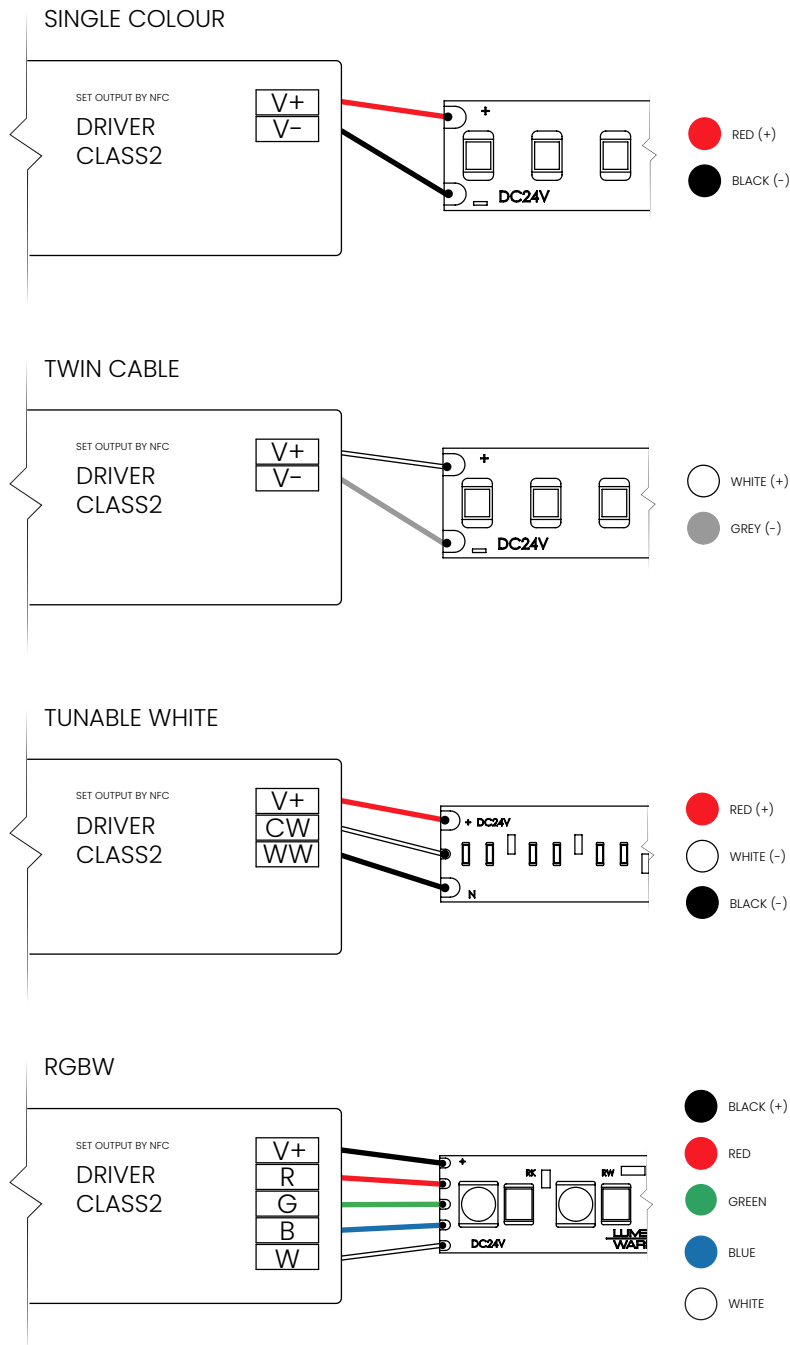 SINGLE COLOUR
SET OUTPUT BY NFC
DRIVER
CLASS2
V+
V-
+
DC24V
RED (+)
BLACK (-)
TWIN CABLE
SET OUTPUT BY NFC
DRIVER
CLASS2
V+
V-
+
DC24V
WHITE (+)
GREY (-)
TUNABLE WHITE
SET OUTPUT BY NFC
DRIVER
CLASS2
V+
CW
WW
+ DC24V
N
RED (+)
WHITE (-)
BLACK (-)
RGBW
SET OUTPUT BY NFC
DRIVER
CLASS2
V+
R
G
B
W
+
RK
RW
DC24V
BLACK (+)
RED
GREEN
BLUE
WHITE